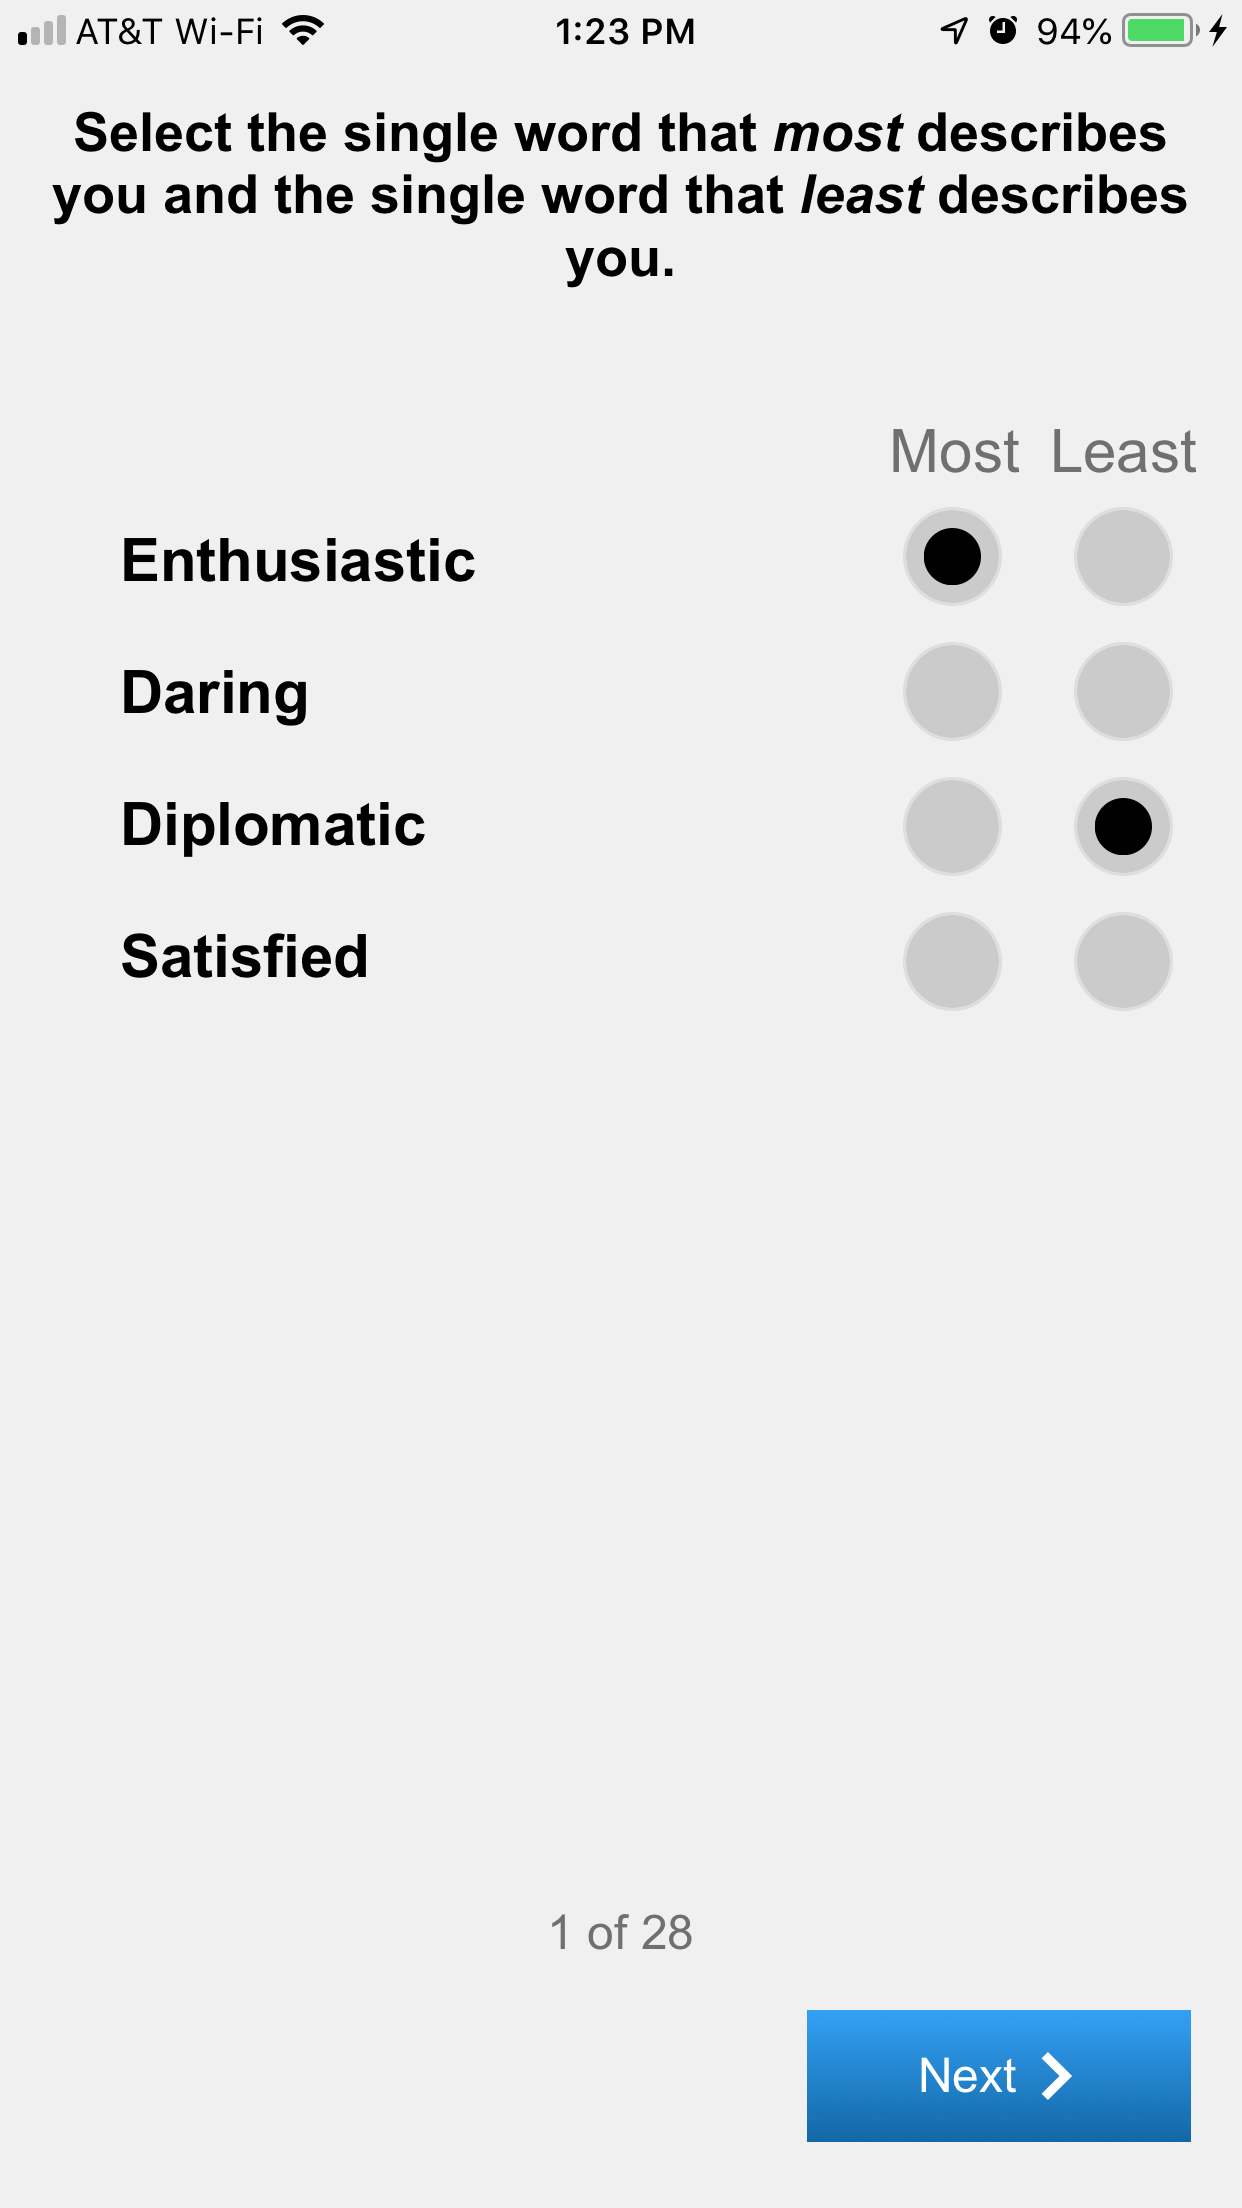 AT&T Wi-Fi 1:23 PM 94%
Select the single word that most describes
you and the single word that least describes
you.
Most Least
Enthusiastic
Daring
Diplomatic
Satisfied
1 of 28
Next